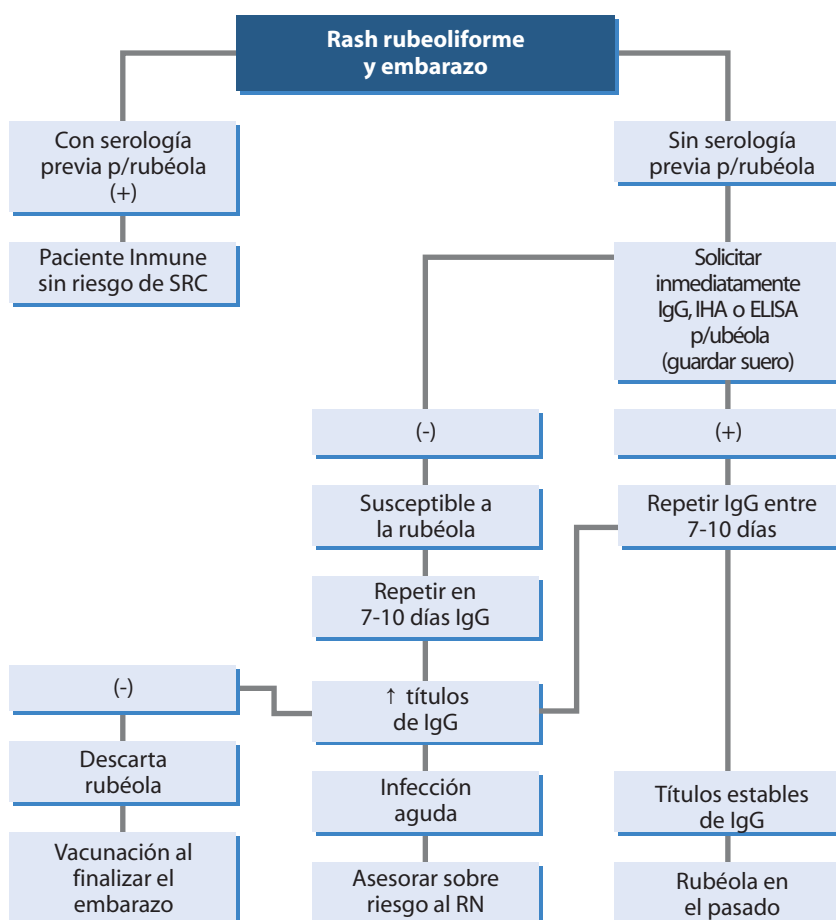 Rash rubeoliforme
y embarazo
Con serología
previa p/rubéola
(+)
Paciente Inmune
sin riesgo de SRC
Sin serología
previa p/rubéola
Solicitar
inmediatamente
IgG, IHA o ELISA
p/ubéola
(guardar suero)
(-)
(+)
Susceptible a
la rubéola
Repetir IgG entre
7-10 días
Repetir en
7-10 días IgG
(-)
↑ títulos
de IgG
Descarta
rubéola
Infección
aguda
Títulos estables
de IgG
Vacunación al
finalizar el
embarazo
Asesorar sobre
riesgo al RN
Rubéola en
el pasado